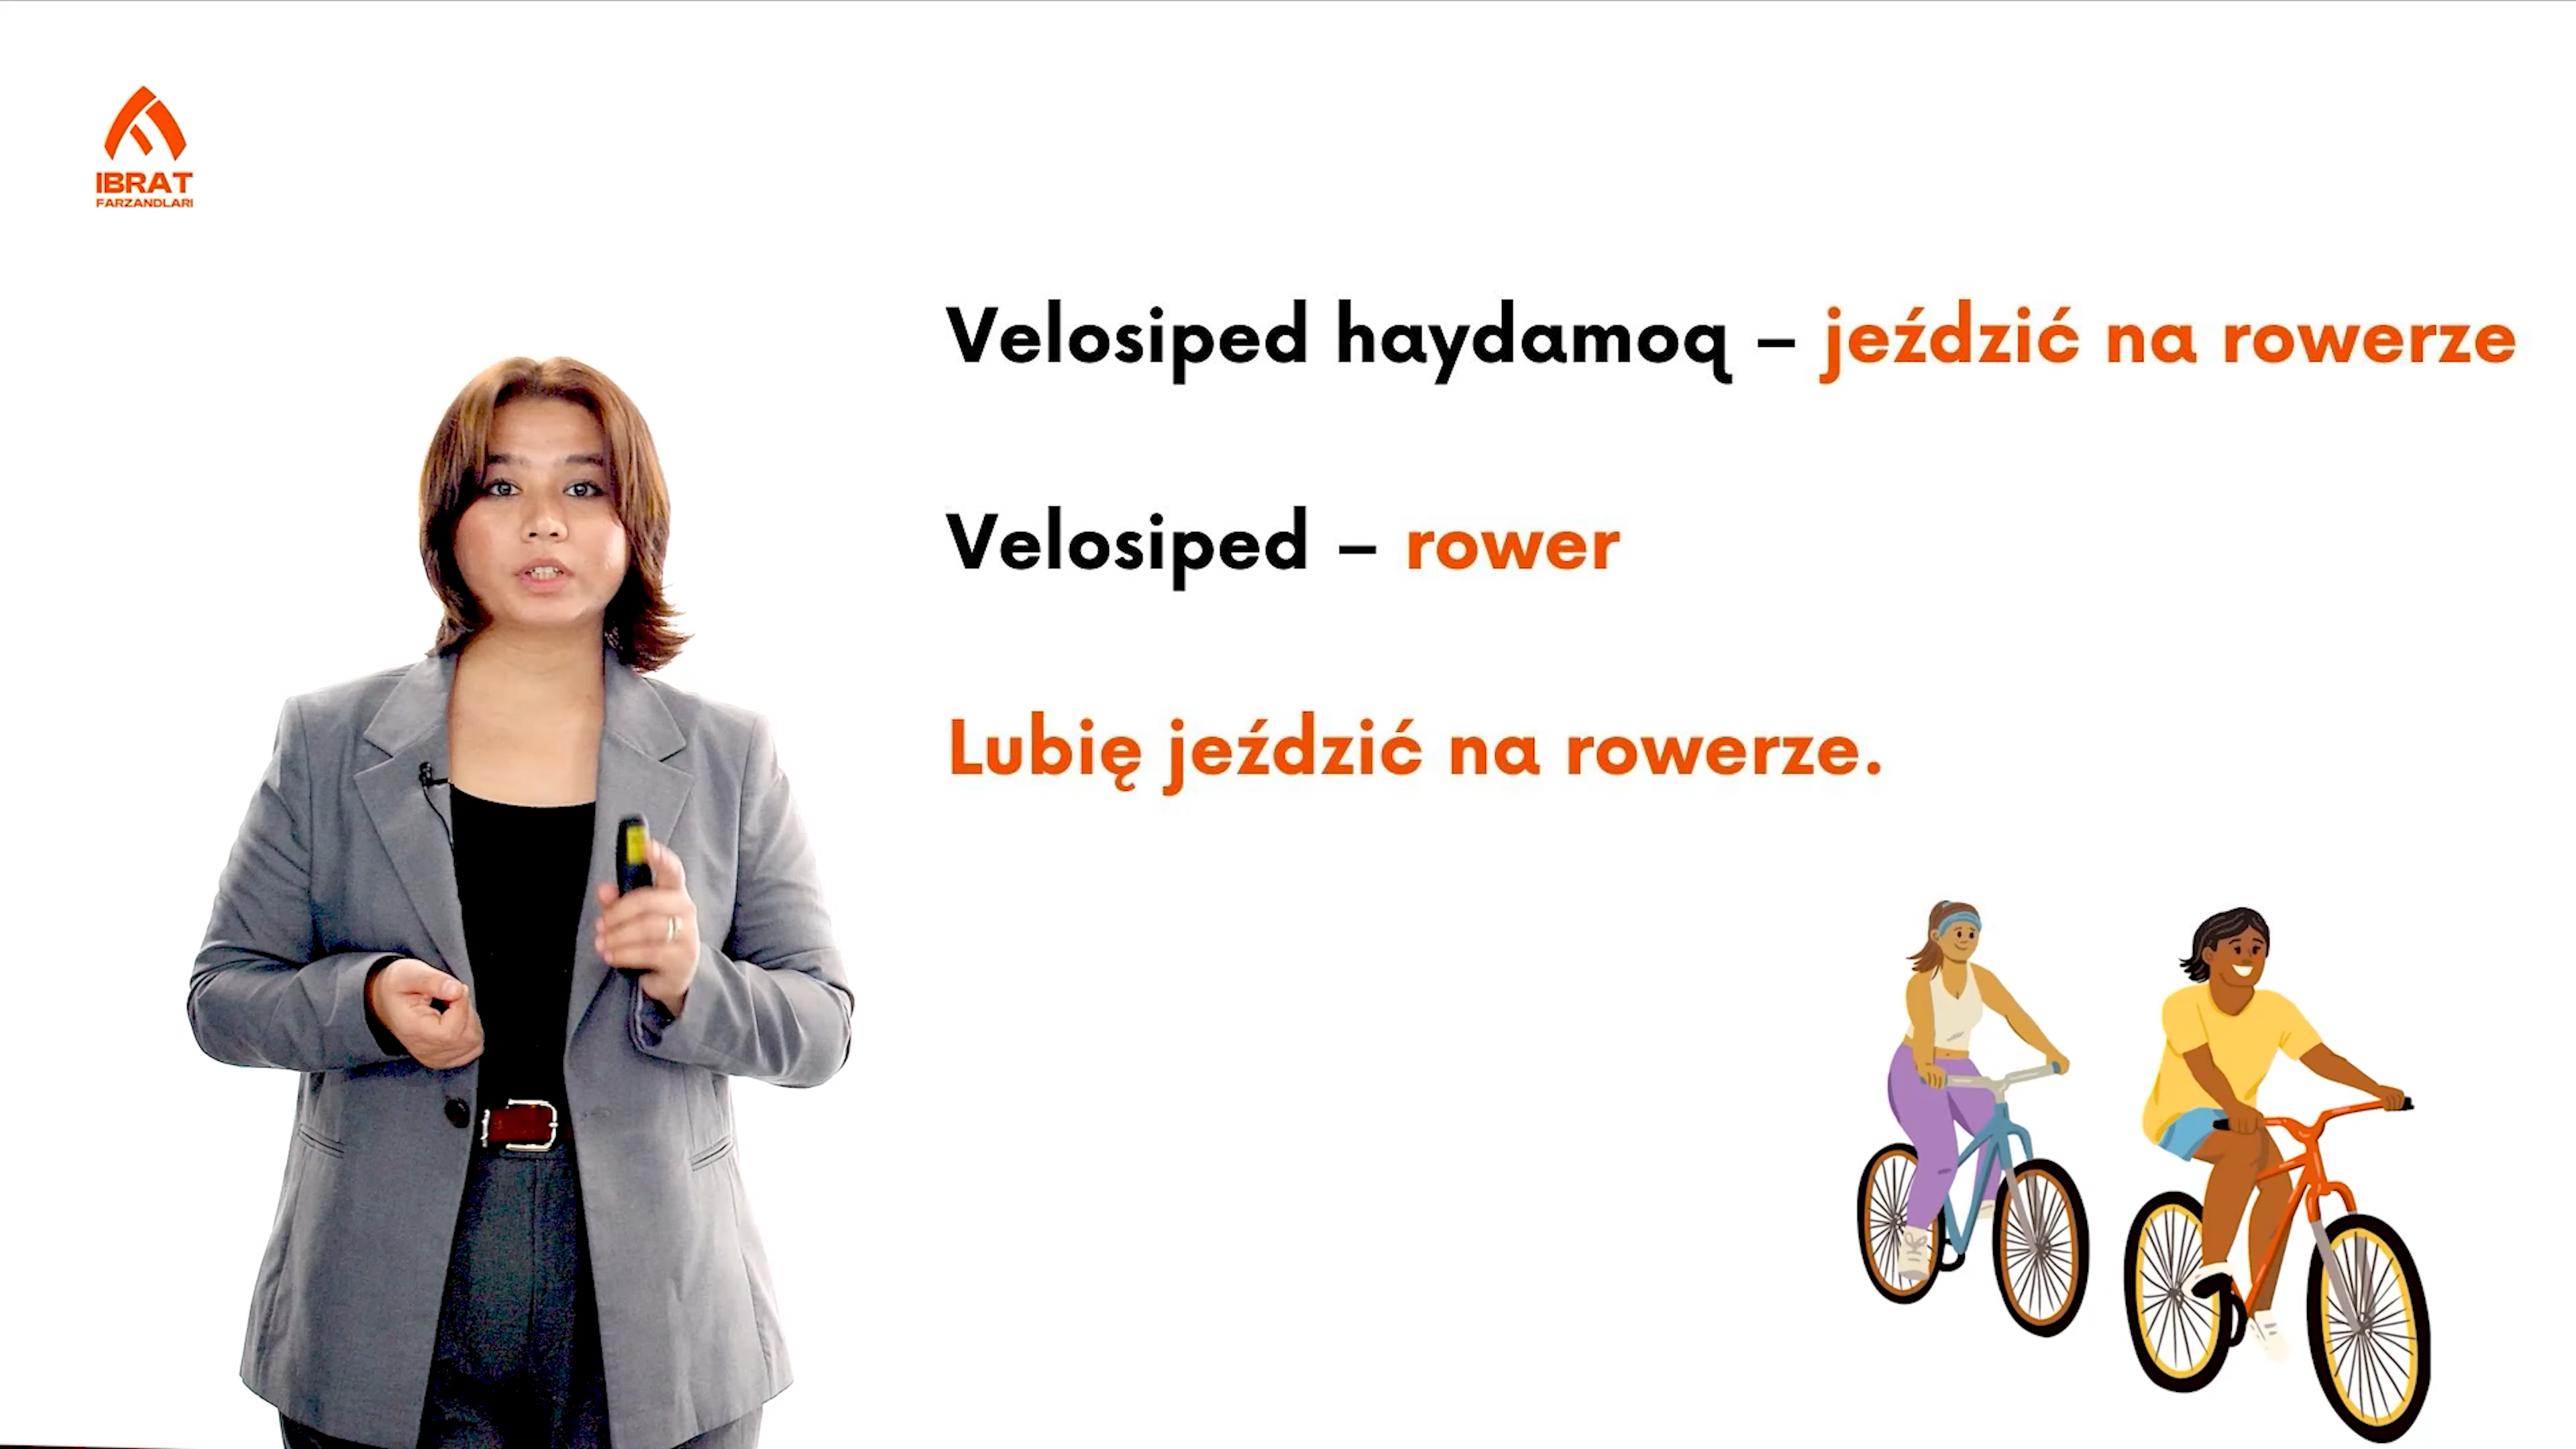 IBRAT
FARZANDLARI
Velosiped haydamoq – jeździć na rowerze
Velosiped – rower
Lubię jeździć na rowerze.